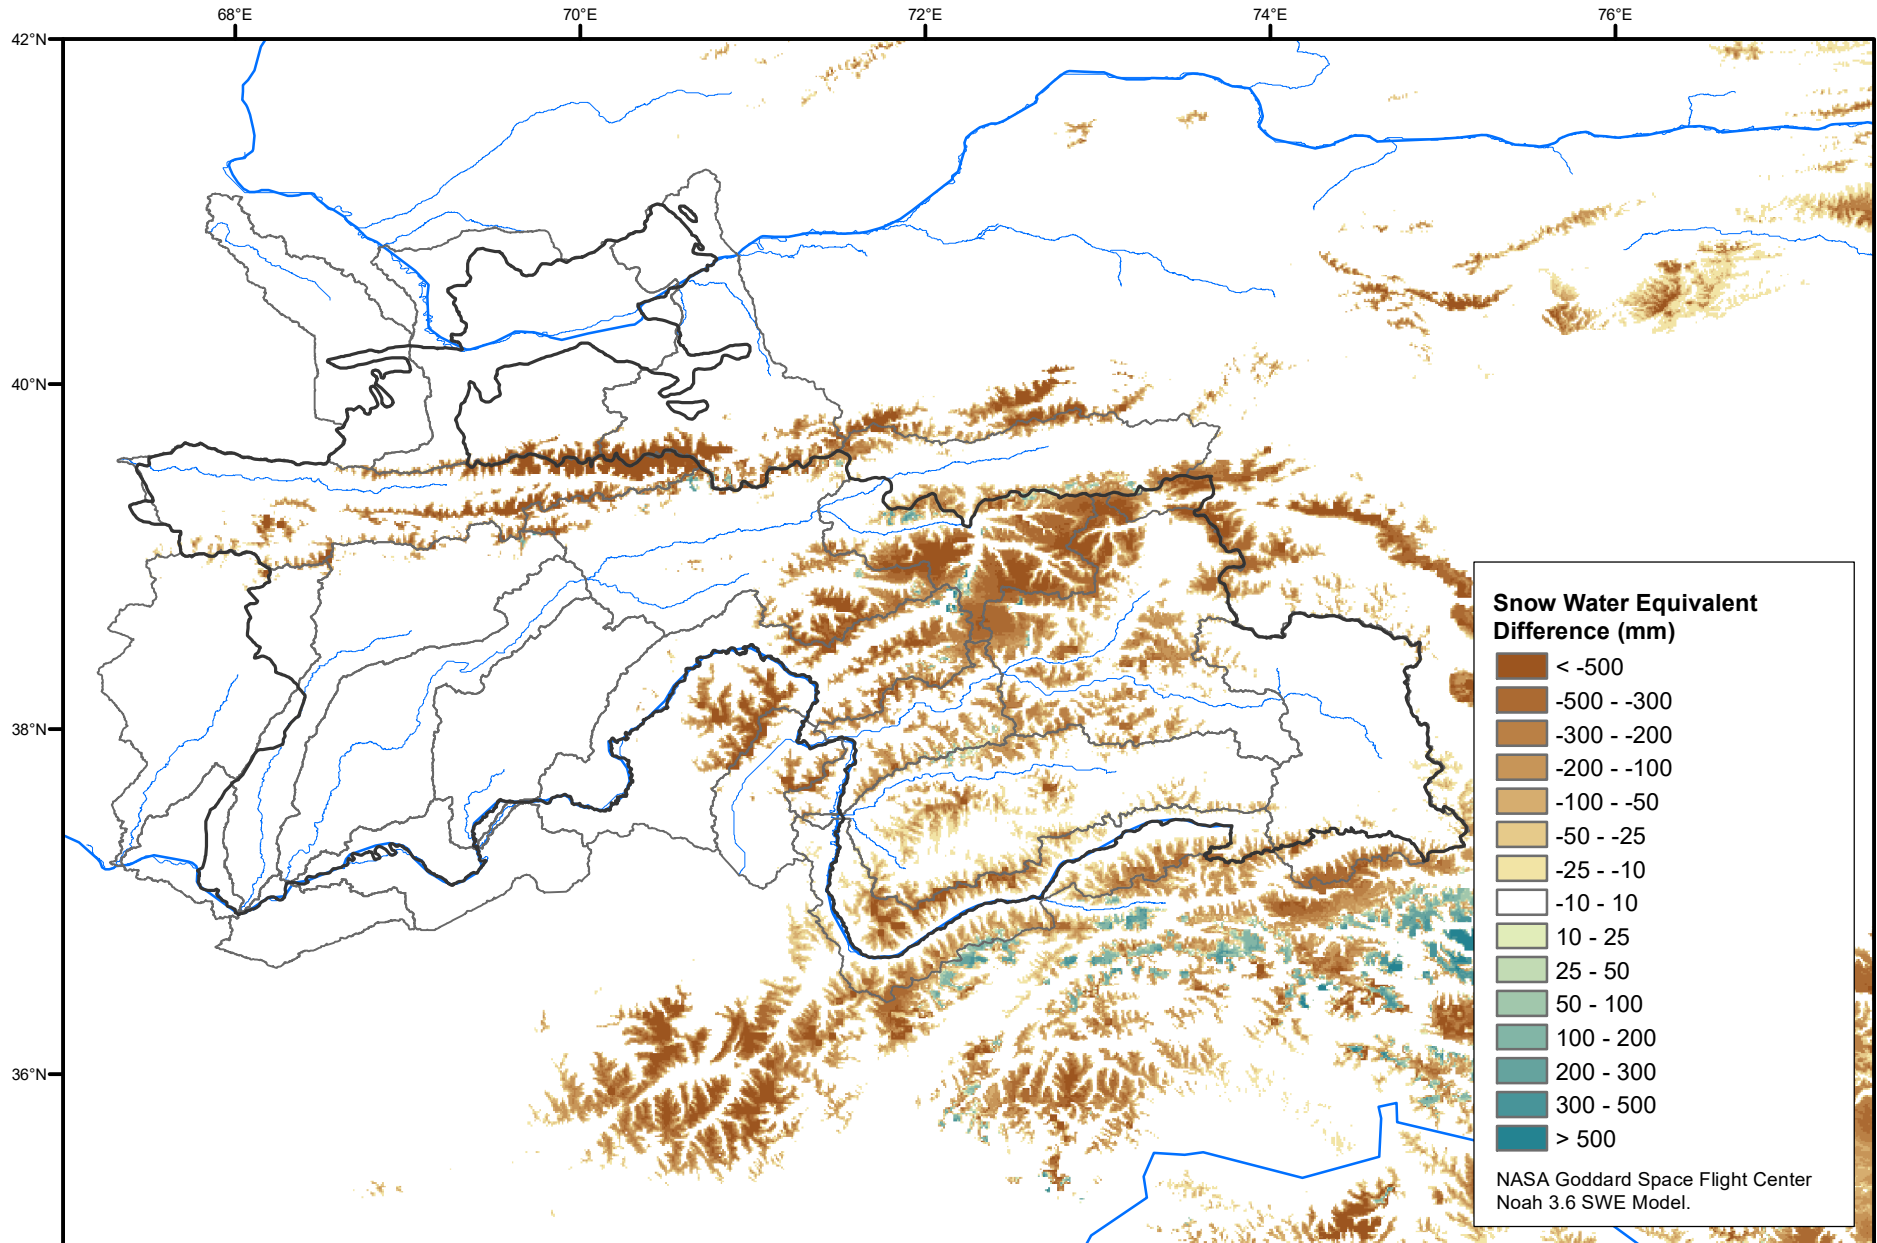 68°E
70°E
72°E
74°E
76°E
42°N
40°N
38°N
36°N
Snow Water Equivalent
Difference (mm)
< -500
-500 - -300
-300 - -200
-200 - -100
-100 - -50
-50 - -25
-25 - -10
-10 - 10
10 - 25
25 - 50
50 - 100
100 - 200
200 - 300
300 - 500
> 500
NASA Goddard Space Flight Center
Noah 3.6 SWE Model.